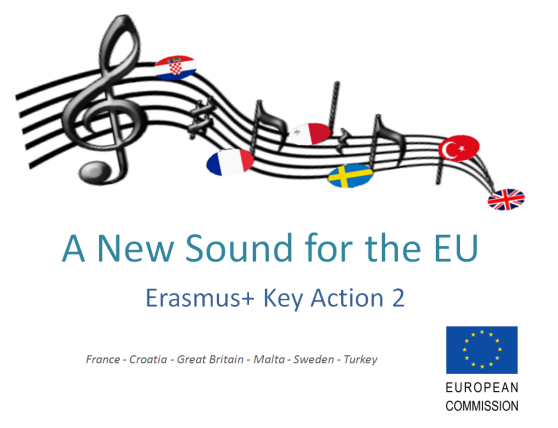 A New Sound for the EU
Erasmus+ Key Action 2
France - Croatia - Great Britain - Malta - Sweden - Turkey
EUROPEAN
COMMISSION